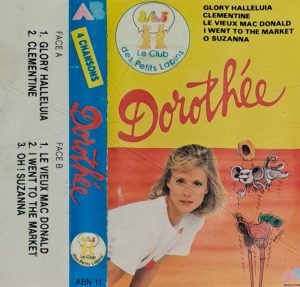 FACE A
1. GLORY HALLELUIA
2. CLEMENTINE
FACE B
1. LE VIEUX MAC DONALD
2. I WENT TO THE MARKET
3. OH ! SUZANNA
AB
4 CHANSONS
Dorothée
Le Club
ABN 11
Le Club
des Petits Lapins
GLORY HALLELUIA
CLEMENTINE
LE VIEUX MAC DONALD
I WENT TO THE MARKET
O SUZANNA
Dorothée